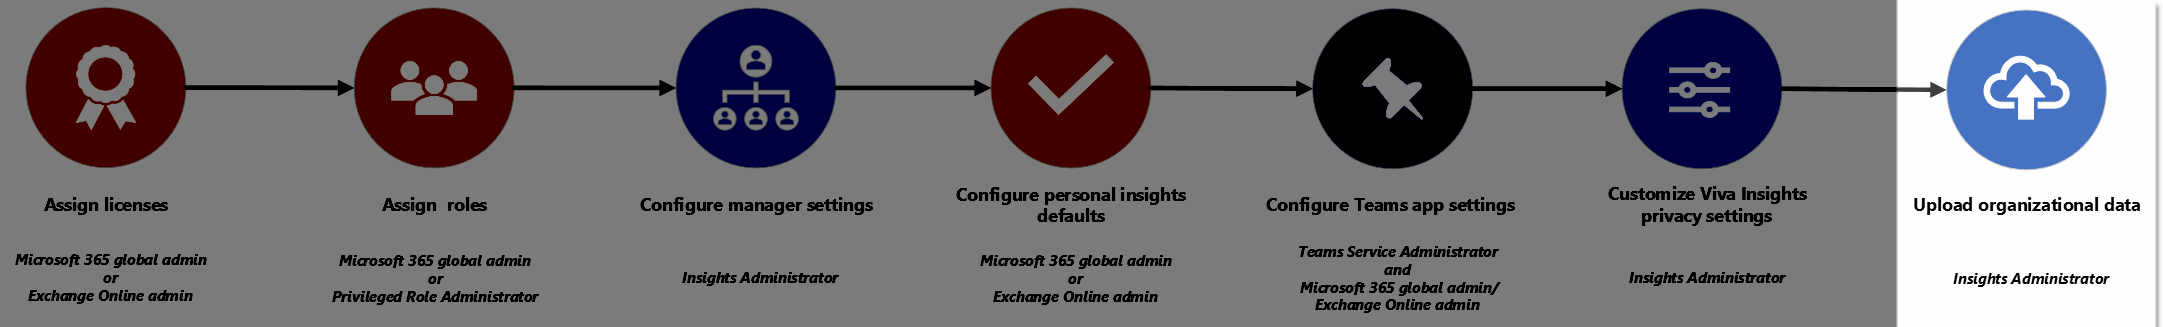 Assign licenses
Microsoft 365 global admin
or
Exchange Online admin
Assign roles
Microsoft 365 global admin
or
Privileged Role Administrator
Configure manager settings
Insights Administrator
Configure personal insights
defaults
Microsoft 365 global admin
or
Exchange Online admin
Configure Teams app settings
Teams Service Administrator
and
Microsoft 365 global admin/
Exchange Online admin
Customize Viva Insights
privacy settings
Insights Administrator
Upload organizational data
Insights Administrator